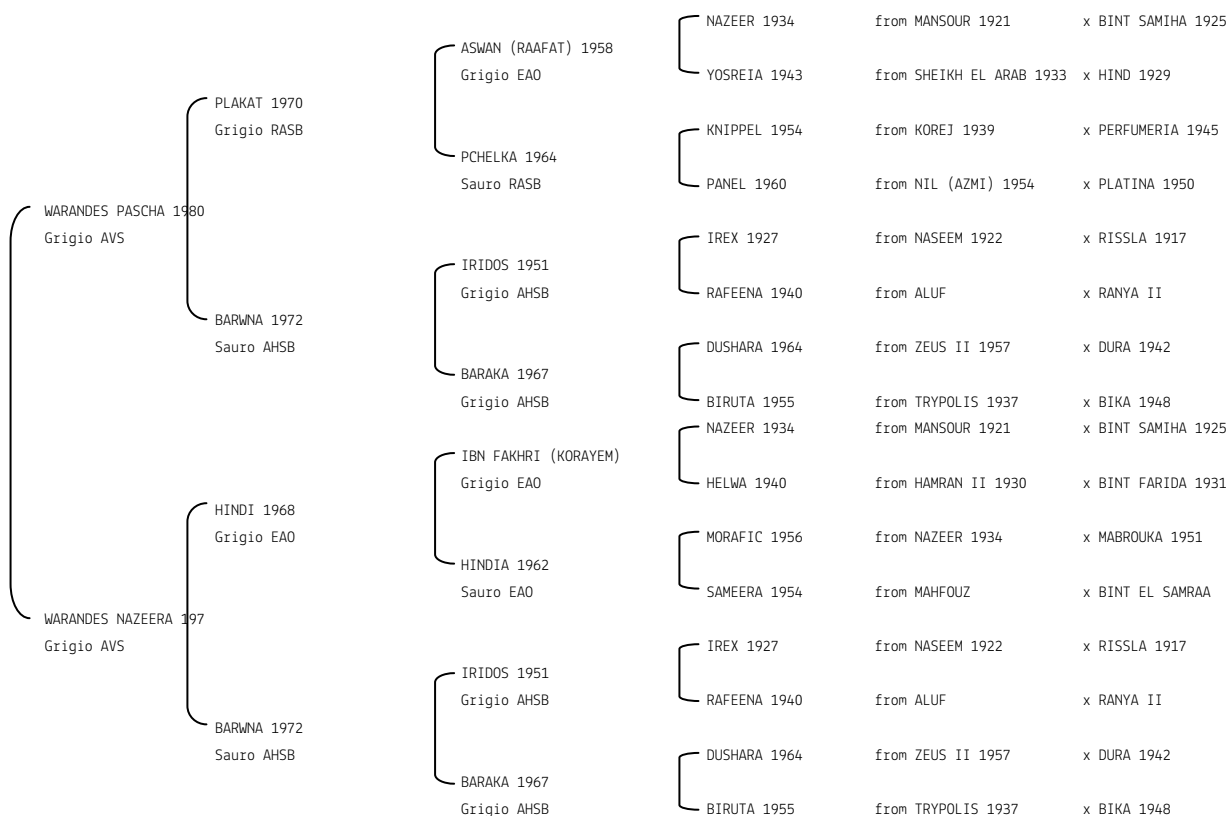 NAZEER 1934 from MANSOUR 1921 x BINT SAMIHA 1925
ASWAN (RAAFAT) 1958
Grigio EAO YOSREIA 1943 from SHEIKH EL ARAB 1933 x HIND 1929
PLAKAT 1970
Grigio RASB KNIPPEL 1954 from KOREJ 1939 x PERFUMERIA 1945
PCHELKA 1964
Sauro RASB PANEL 1960 from NIL (AZMI) 1954 x PLATINA 1950
WARANDES PASCHA 1980
Grigio AVS IREX 1927 from NASEEM 1922 x RISSLA 1917
IRIDOS 1951
Grigio AHSB RAFEENA 1940 from ALUF x RANYA II
BARWNA 1972
Sauro AHSB DUSHARA 1964 from ZEUS II 1957 x DURA 1942
BARAKA 1967
Grigio AHSB BIRUTA 1955 from TRYPOLIS 1937 x BIKA 1948
NAZEER 1934 from MANSOUR 1921 x BINT SAMIHA 1925
IBN FAKHRI (KORAYEM)
Grigio EAO HELWA 1940 from HAMRAN II 1930 x BINT FARIDA 1931
HINDI 1968
Grigio EAO MORAFIC 1956 from NAZEER 1934 x MABROUKA 1951
HINDIA 1962
Sauro EAO SAMEERA 1954 from MAHFOUZ x BINT EL SAMRAA
WARANDES NAZEERA 197
Grigio AVS IREX 1927 from NASEEM 1922 x RISSLA 1917
IRIDOS 1951
Grigio AHSB RAFEENA 1940 from ALUF x RANYA II
BARWNA 1972
Sauro AHSB DUSHARA 1964 from ZEUS II 1957 x DURA 1942
BARAKA 1967
Grigio AHSB BIRUTA 1955 from TRYPOLIS 1937 x BIKA 1948